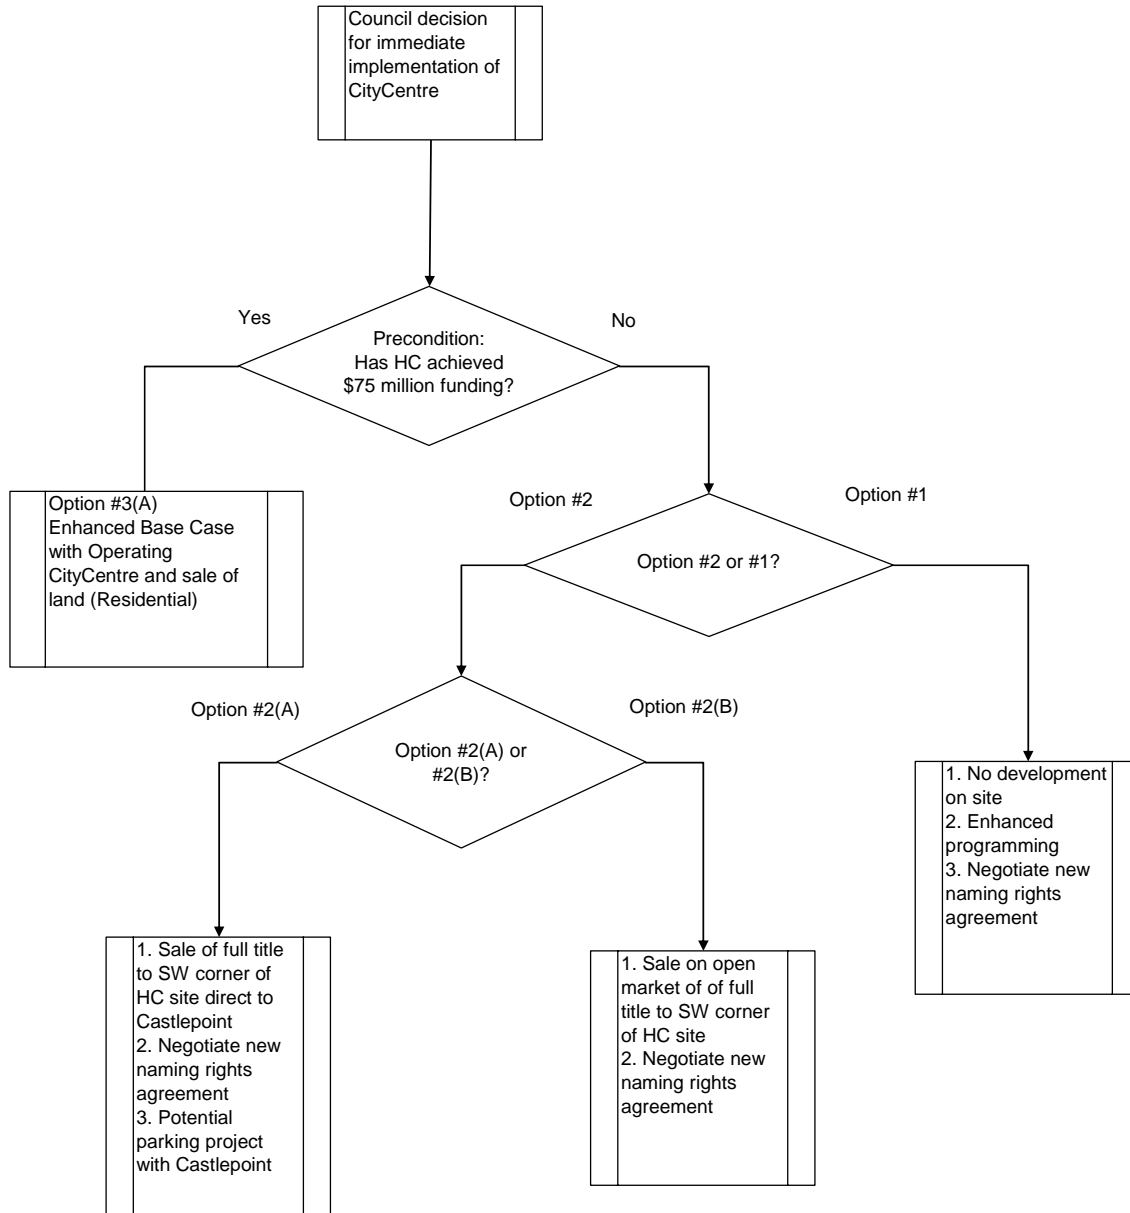 Council decision
for immediate
implementation of
CityCentre
Yes
No
Precondition:
Has HC achieved
$75 million funding?
Option #3(A)
Enhanced Base Case
with Operating
CityCentre and sale of
land (Residential)
Option #2
Option #1
Option #2 or #1?
Option #2(A)
Option #2(B)
Option #2(A) or
#2(B)?
1. No development
on site
2. Enhanced
programming
3. Negotiate new
naming rights
agreement
1. Sale of full title
to SW corner of
HC site direct to
Castlepoint
2. Negotiate new
naming rights
agreement
3. Potential
parking project
with Castlepoint
1. Sale on open
market of of full
title to SW corner
of HC site
2. Negotiate new
naming rights
agreement